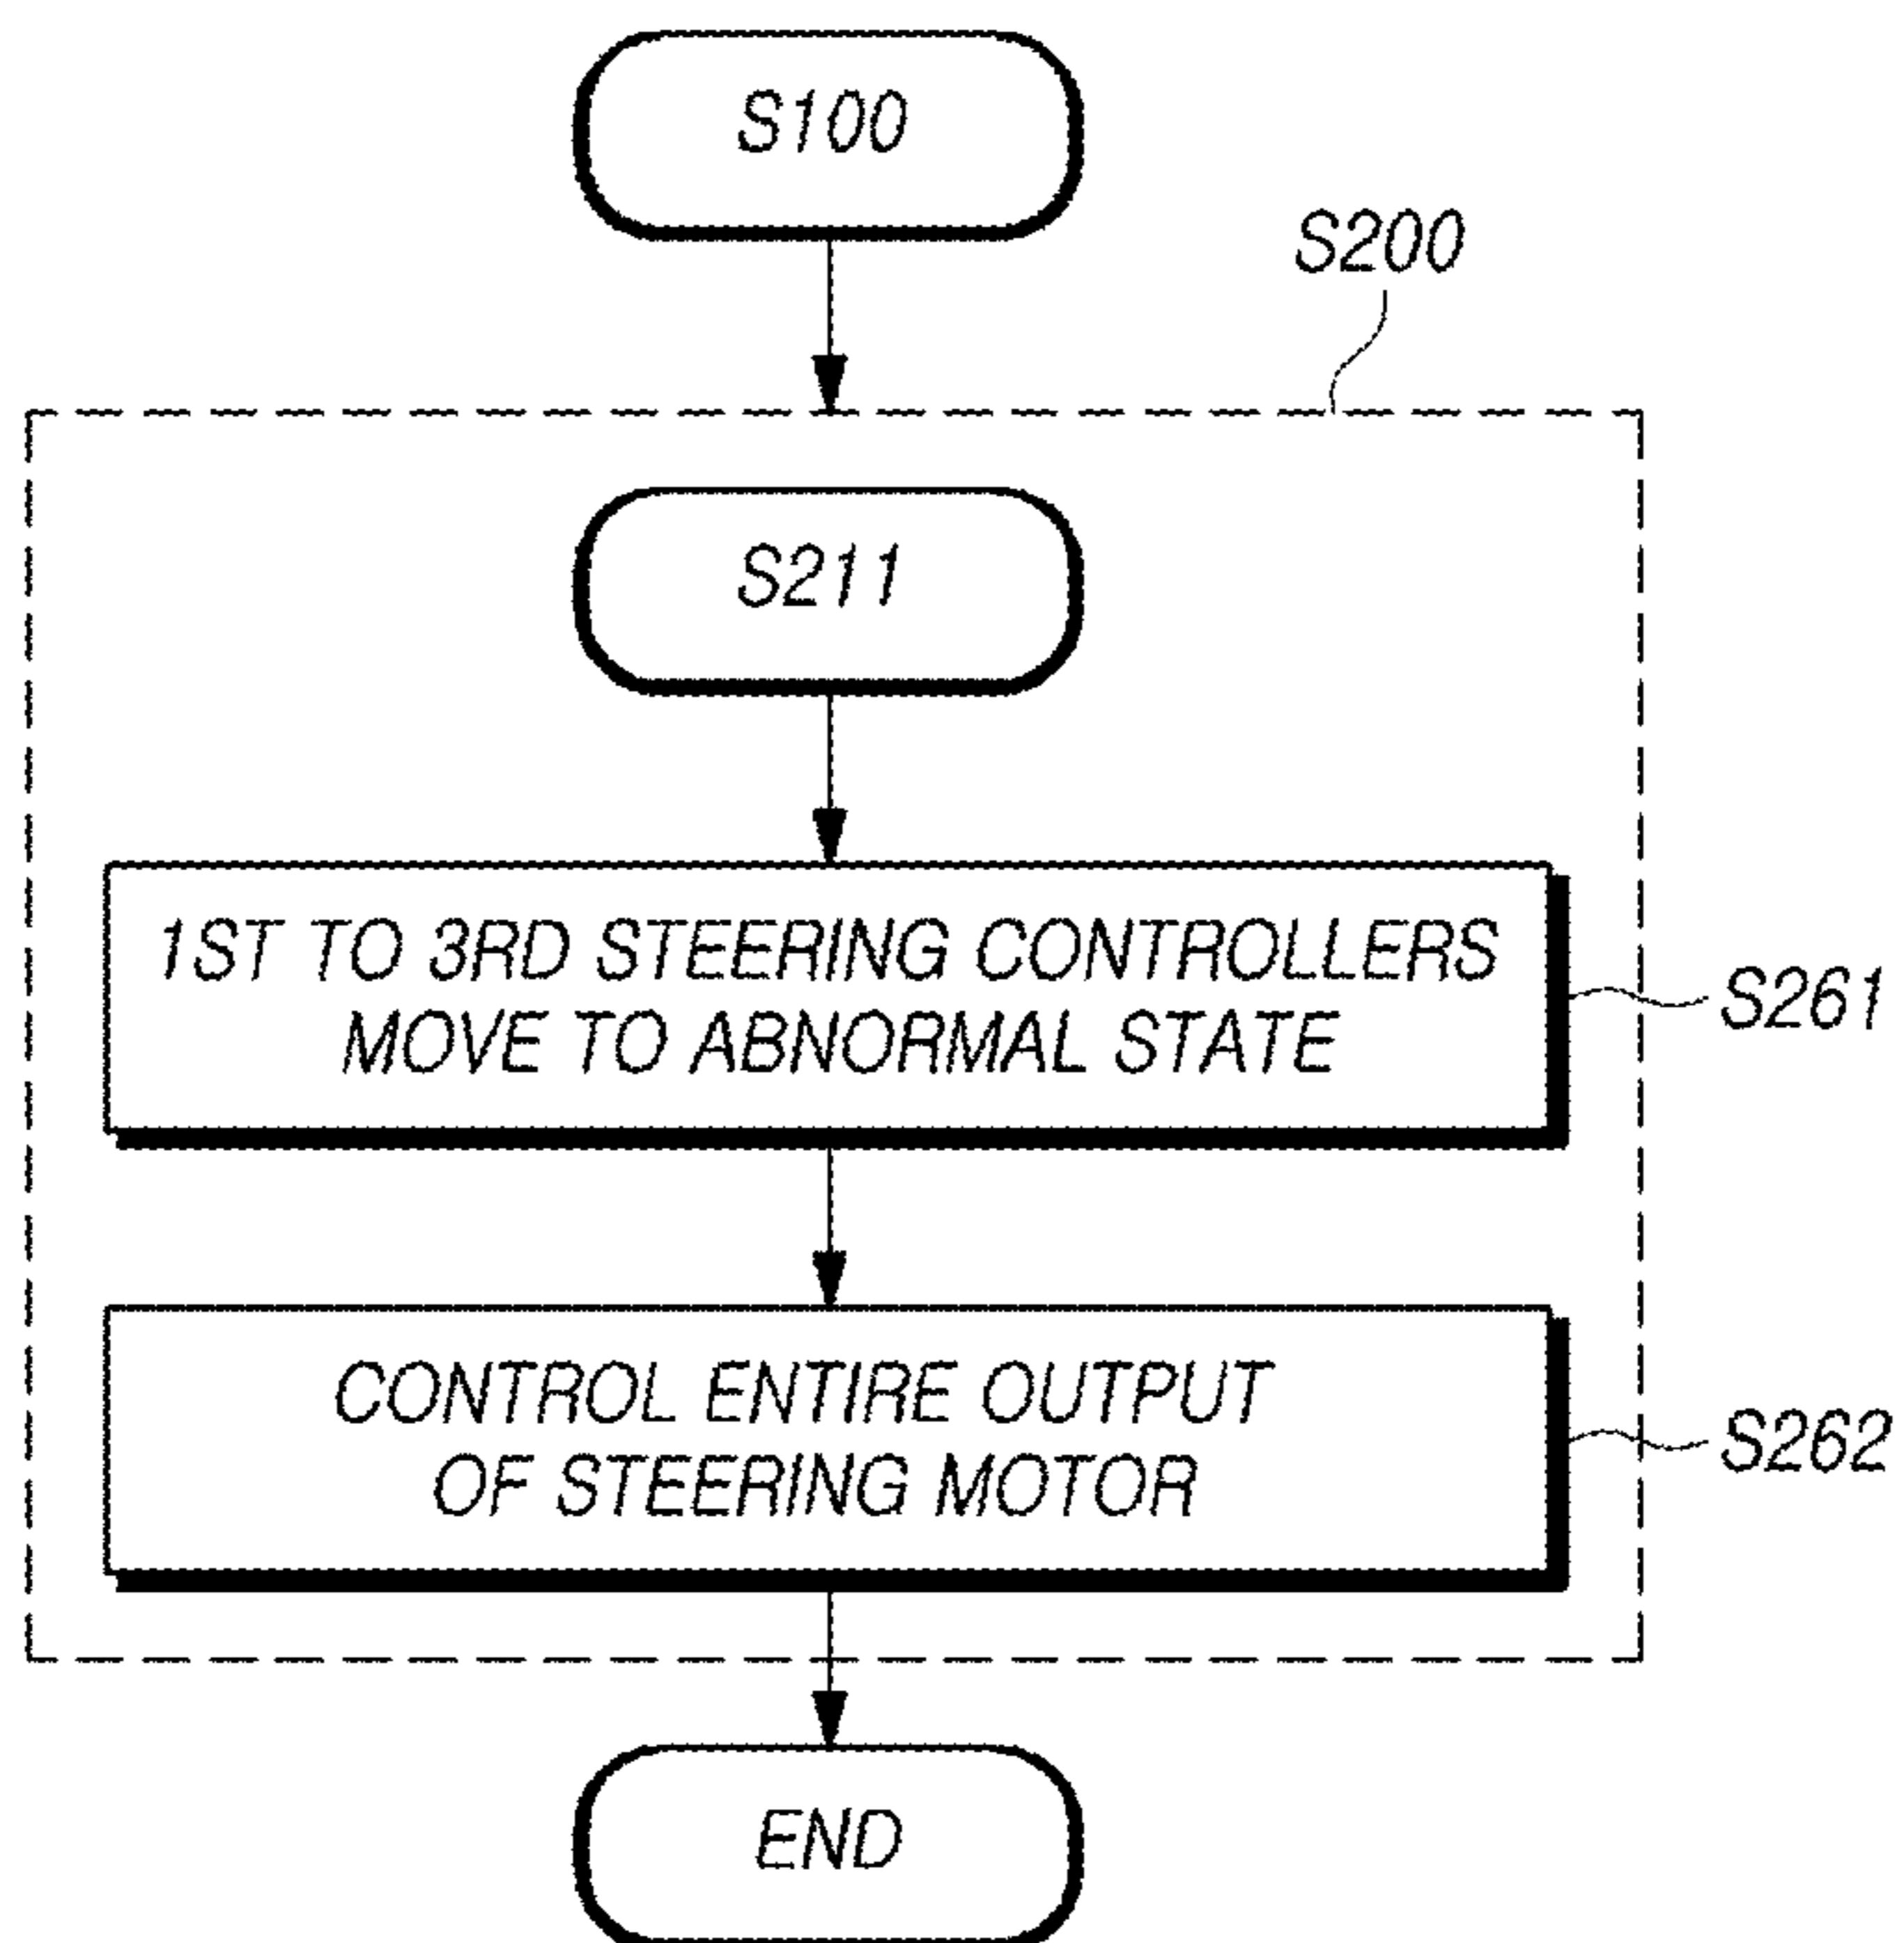 S100
S200
S211
1ST TO 3RD STEERING CONTROLLERS
MOVE TO ABNORMAL STATE
S261
CONTROL ENTIRE OUTPUT
OF STEERING MOTOR
S262
END